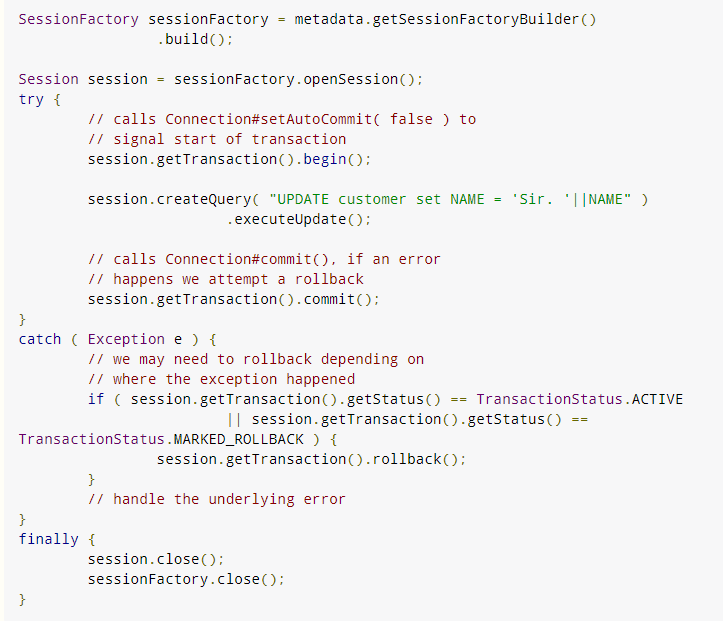 SessionFactory sessionFactory = metadata.getSessionFactoryBuilder()
                .build();

Session session = sessionFactory.openSession();
try {
        // calls Connection#setAutoCommit( false ) to
        // signal start of transaction
        session.getTransaction().begin();

        session.createQuery( "UPDATE customer set NAME = 'Sir. '||NAME" )
                        .executeUpdate();

        // calls Connection#commit(), if an error
        // happens we attempt a rollback
        session.getTransaction().commit();
}
catch ( Exception e ) {
        // we may need to rollback depending on
        // where the exception happened
        if ( session.getTransaction().getStatus() == TransactionStatus.ACTIVE
                        || session.getTransaction().getStatus() ==
TransactionStatus.MARKED_ROLLBACK ) {
                session.getTransaction().rollback();
        }
        // handle the underlying error
}
finally {
        session.close();
        sessionFactory.close();
}